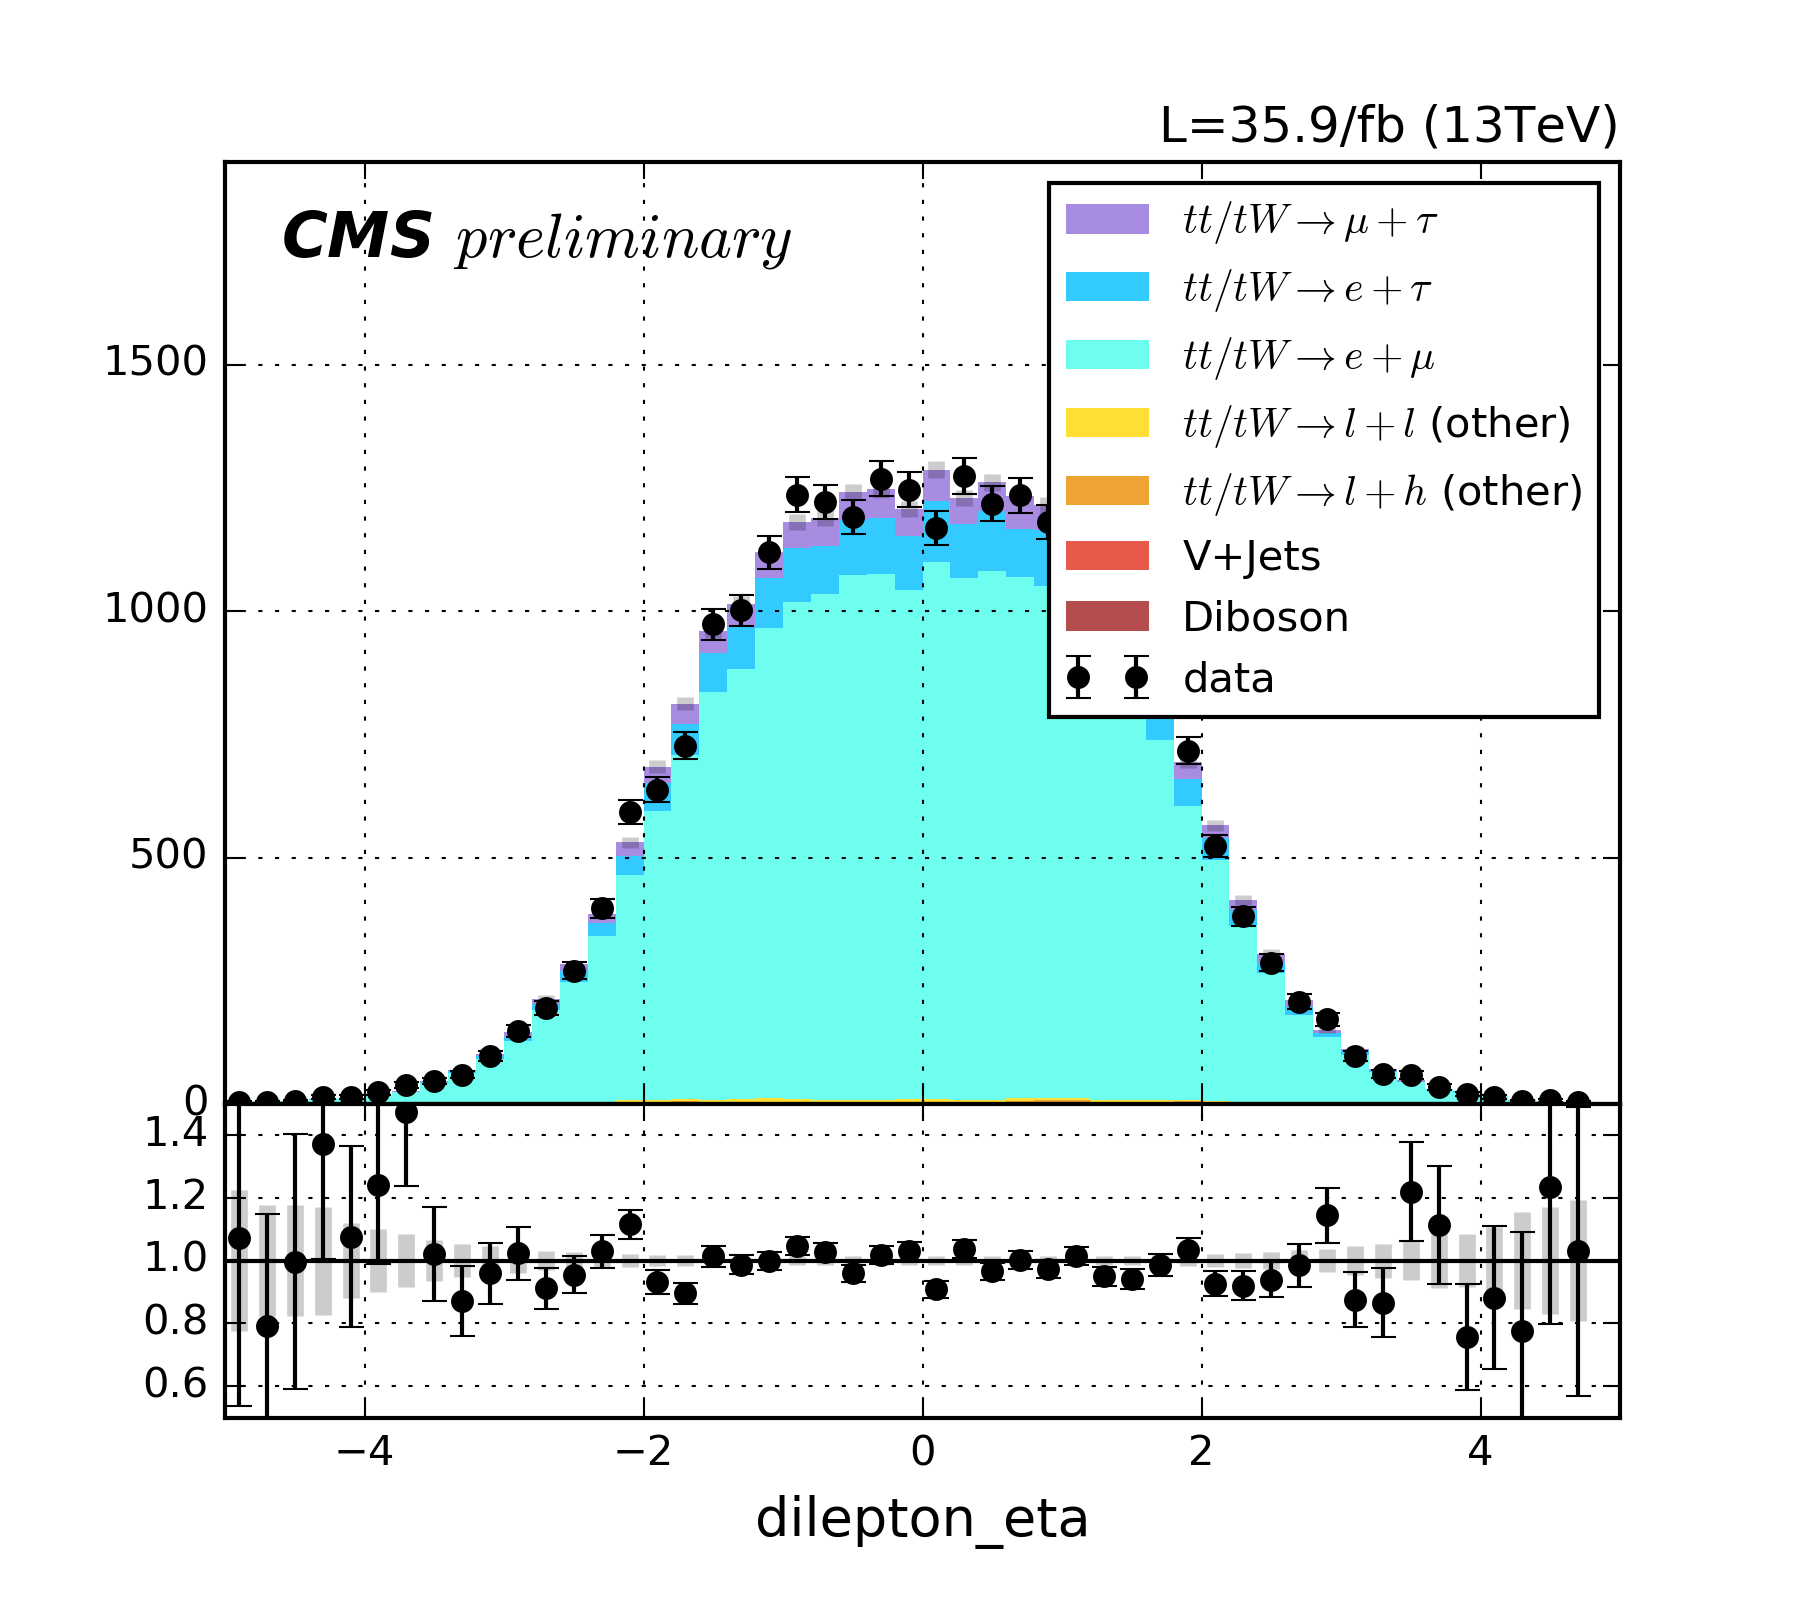 L=35.9/fb (13TeV)
CMS preliminary
tt/tW → μ + τ
tt/tW → e + τ
tt/tW → e + μ
tt/tW → l + l (other)
tt/tW → l + h (other)
V+Jets
Diboson
data
1500
1000
500
0
1.4
1.2
1.0
0.8
0.6
−4 −2 0 2 4
dilepton_eta